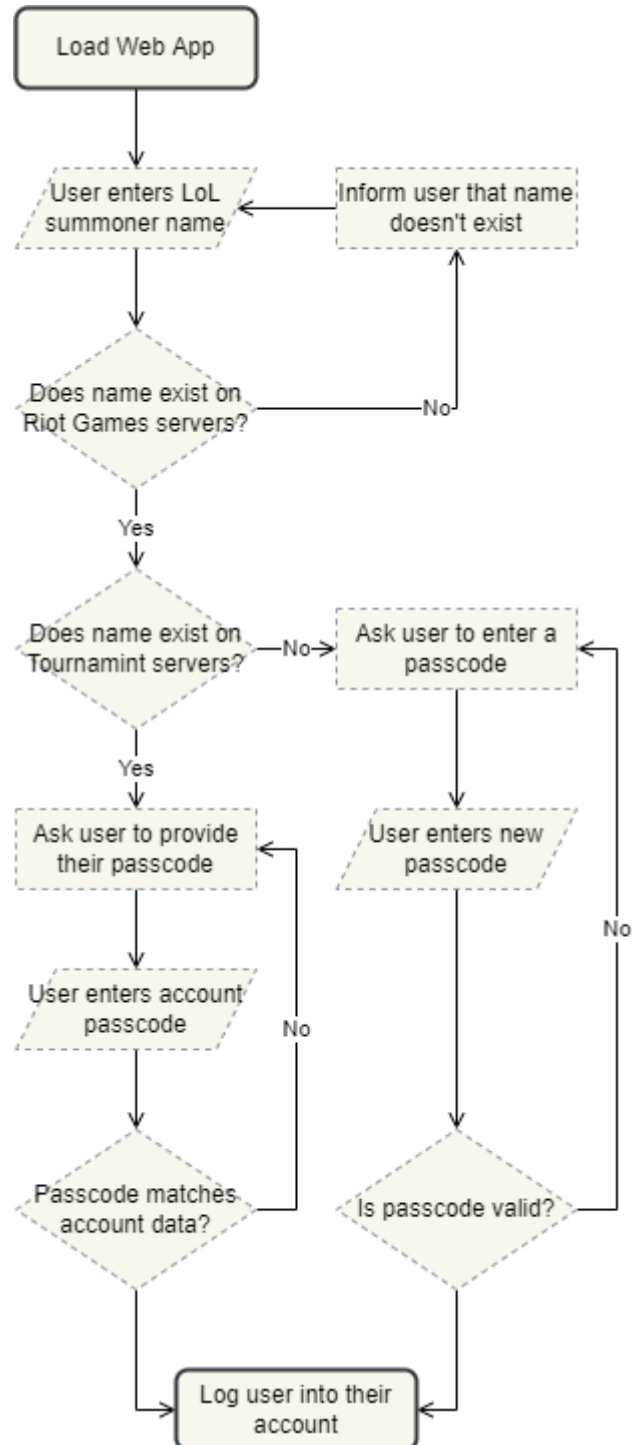 Load Web App
User enters LoL
summoner name
Inform user that name
doesn't exist
Does name exist on
Riot Games servers?
No
Yes
Does name exist on
Tournamint servers?
No
Ask user to enter a
passcode
Yes
Ask user to provide
their passcode
User enters new
passcode
No
User enters account
passcode
No
Passcode matches
account data?
Is passcode valid?
Log user into their
account